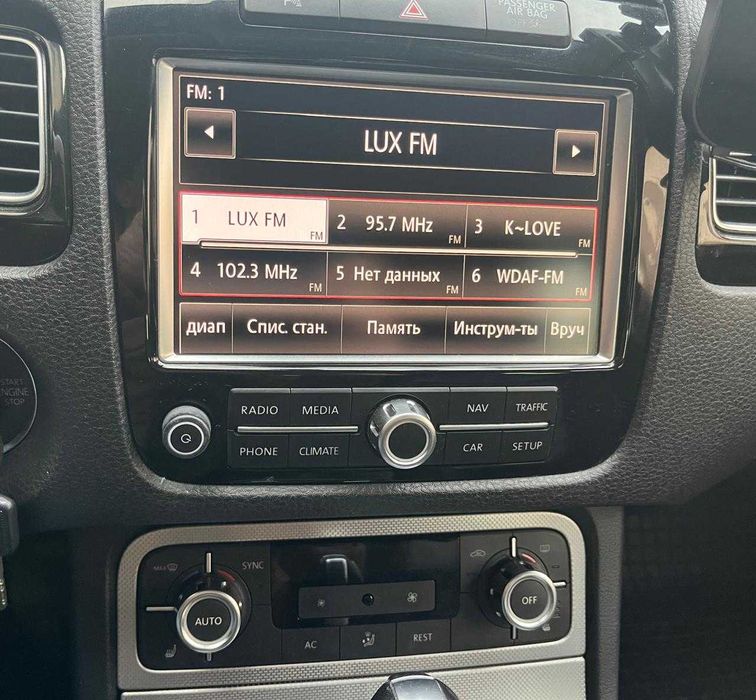 PASSENGER
AIR BAG
FM: 1
LUX FM
1 LUX FM FM
2 95.7 MHz FM
3 K~LOVE FM
4 102.3 MHz FM
5 Нет данных FM
6 WDAF-FM FM
диап Спис. стан. Память Инструм-ты Вруч
START
ENGINE
STOP
RADIO MEDIA NAV TRAFFIC
PHONE CLIMATE CAR SETUP
SYNC
AUTO
OFF
AC REST